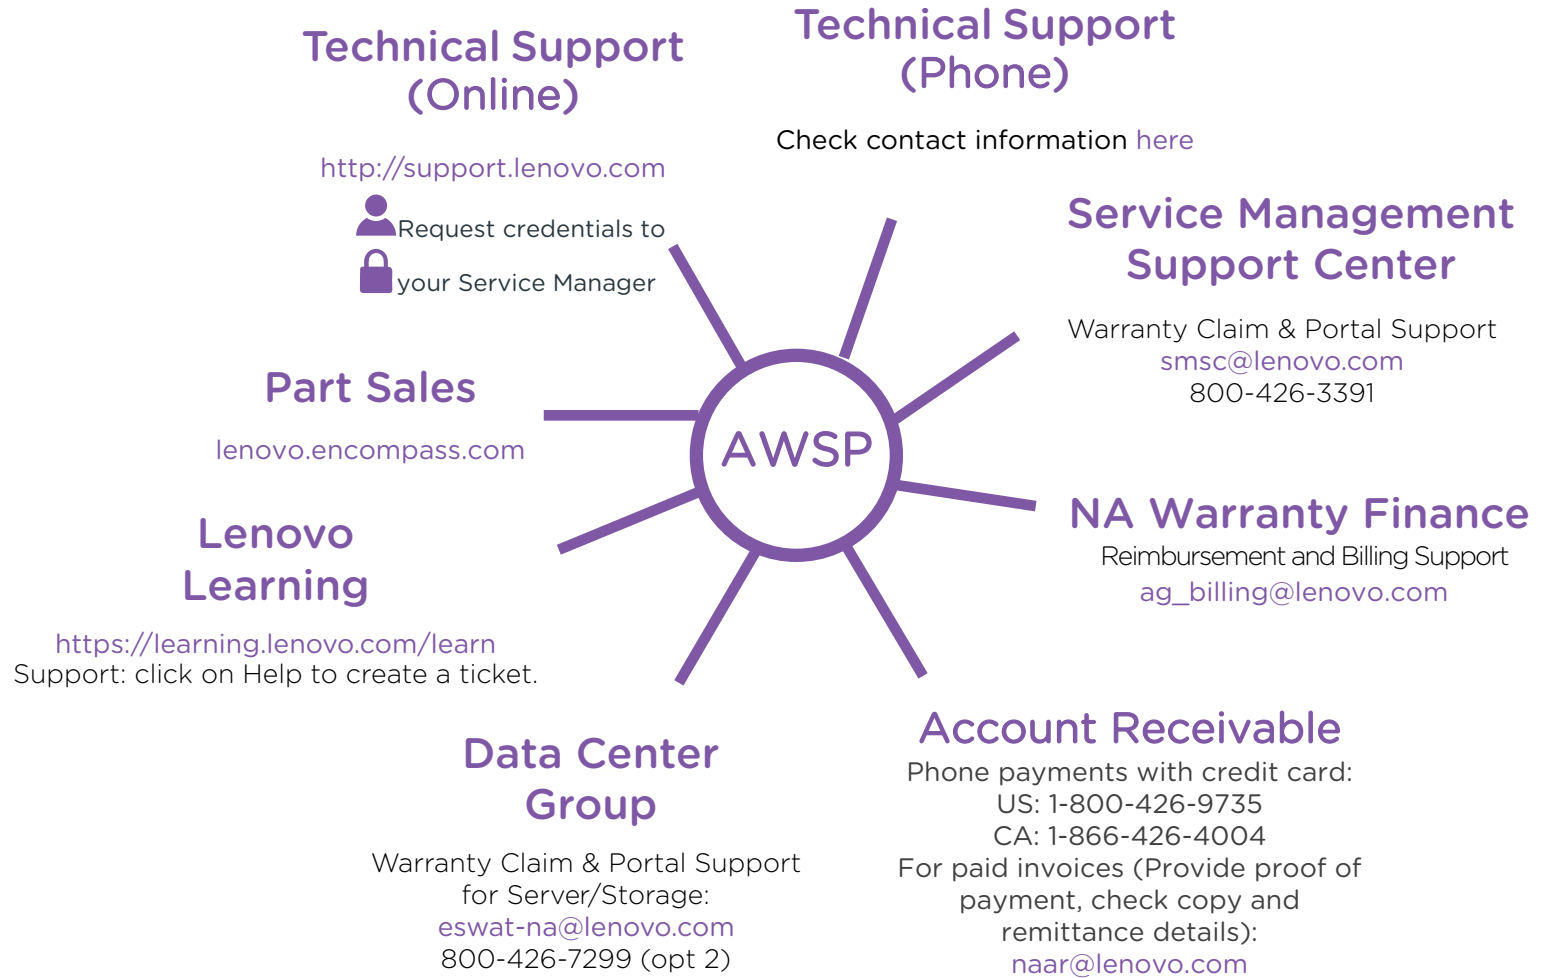 Technical Support
(Online)
http://support.lenovo.com
Request credentials to
your Service Manager
Technical Support
(Phone)
Check contact information here
Service Management
Support Center
Warranty Claim & Portal Support
smsc@lenovo.com
800-426-3391
Part Sales
lenovo.encompass.com
AWSP
NA Warranty Finance
Reimbursement and Billing Support
ag_billing@lenovo.com
Lenovo
Learning
https://learning.lenovo.com/learn
Support: click on Help to create a ticket.
Data Center
Group
Warranty Claim & Portal Support
for Server/Storage:
eswat-na@lenovo.com
800-426-7299 (opt 2)
Account Receivable
Phone payments with credit card:
US: 1-800-426-9735
CA: 1-866-426-4004
For paid invoices (Provide proof of
payment, check copy and
remittance details):
naar@lenovo.com